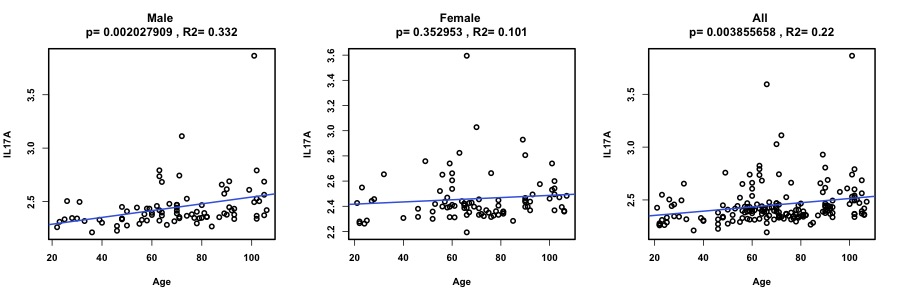 Male
p= 0.002027909 , R2= 0.332
IL17A
3.5
3.0
2.5
20 40 60 80 100
Age
Female
p= 0.352953 , R2= 0.101
IL17A
3.6
3.4
3.2
3.0
2.8
2.6
2.4
2.2
20 40 60 80 100
Age
All
p= 0.003855658 , R2= 0.22
IL17A
3.5
3.0
2.5
20 40 60 80 100
Age